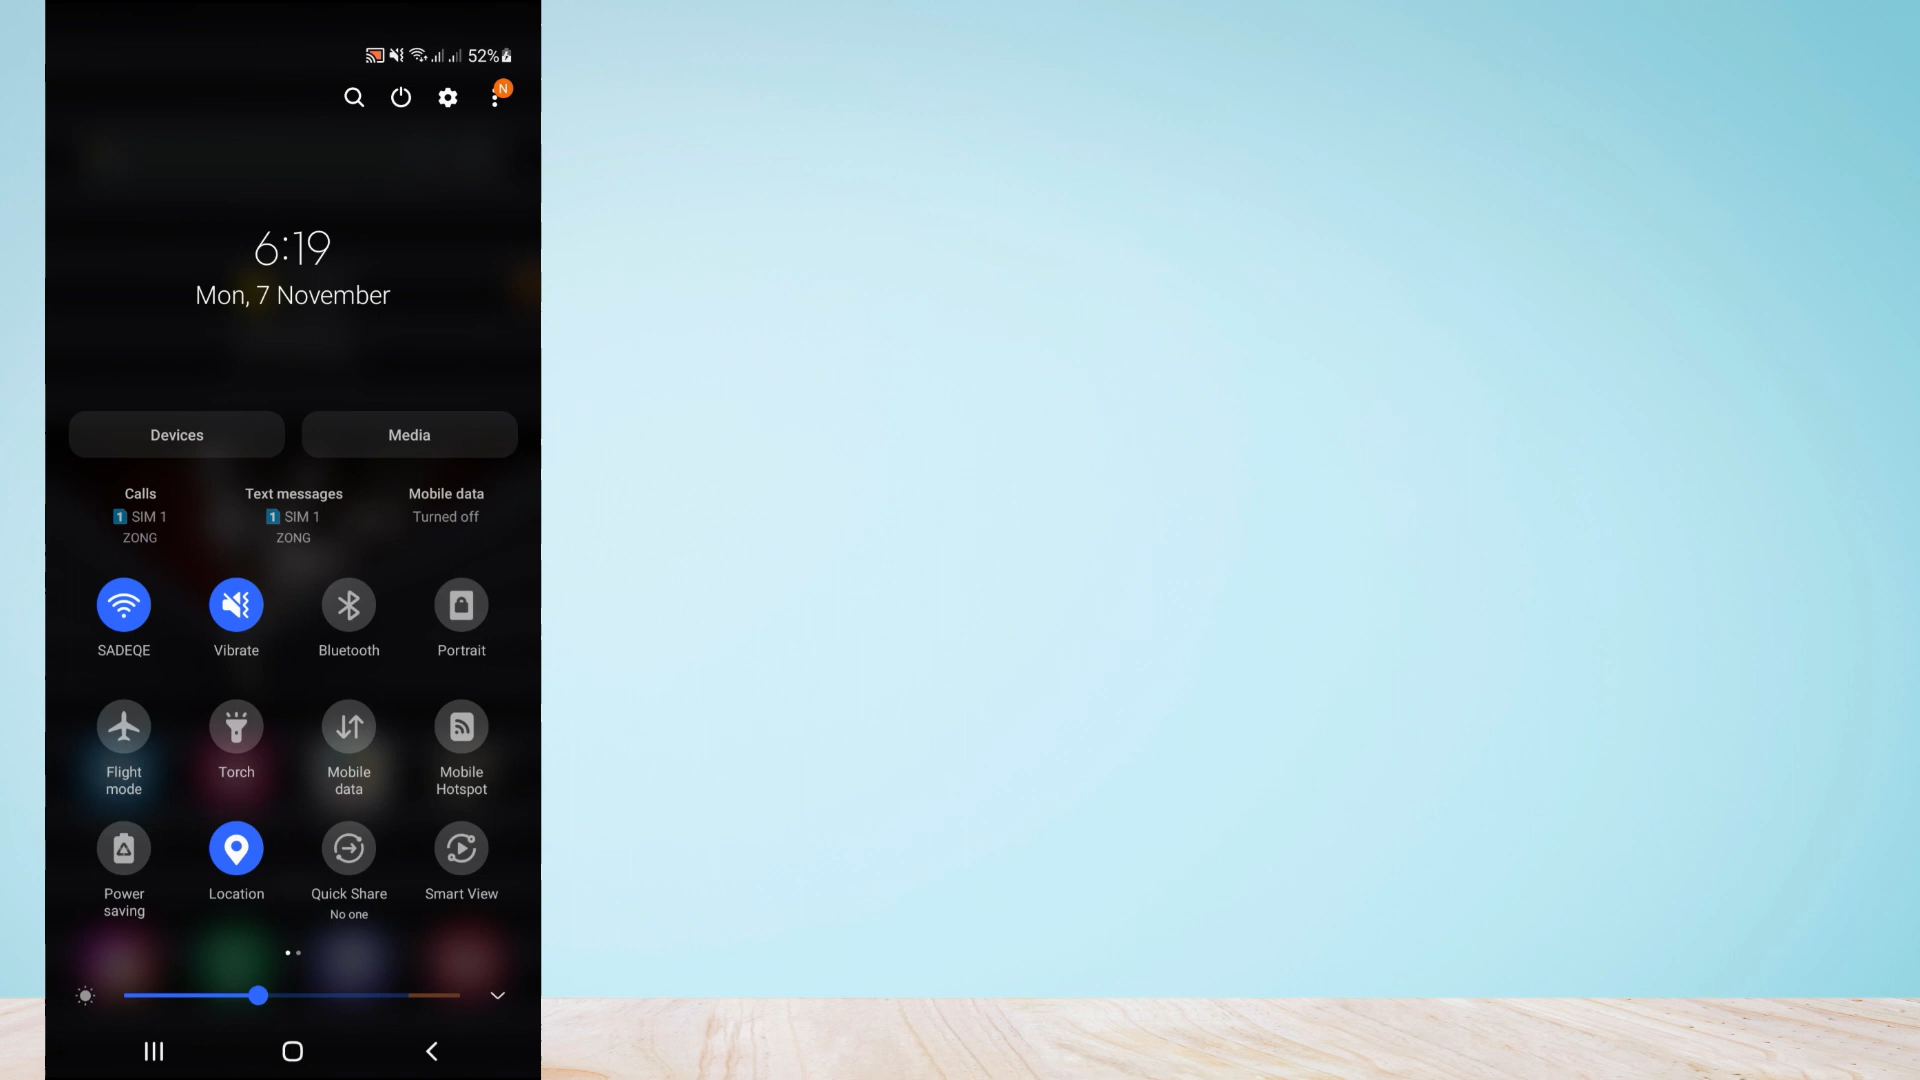 52%
N
6:19
Mon, 7 November
Devices
Media
Calls
1 SIM 1
ZONG
Text messages
1 SIM 1
ZONG
Mobile data
Turned off
SADEQE
Vibrate
Bluetooth
Portrait
Flight
mode
Torch
Mobile
data
Mobile
Hotspot
Power
saving
Location
Quick Share
No one
Smart View